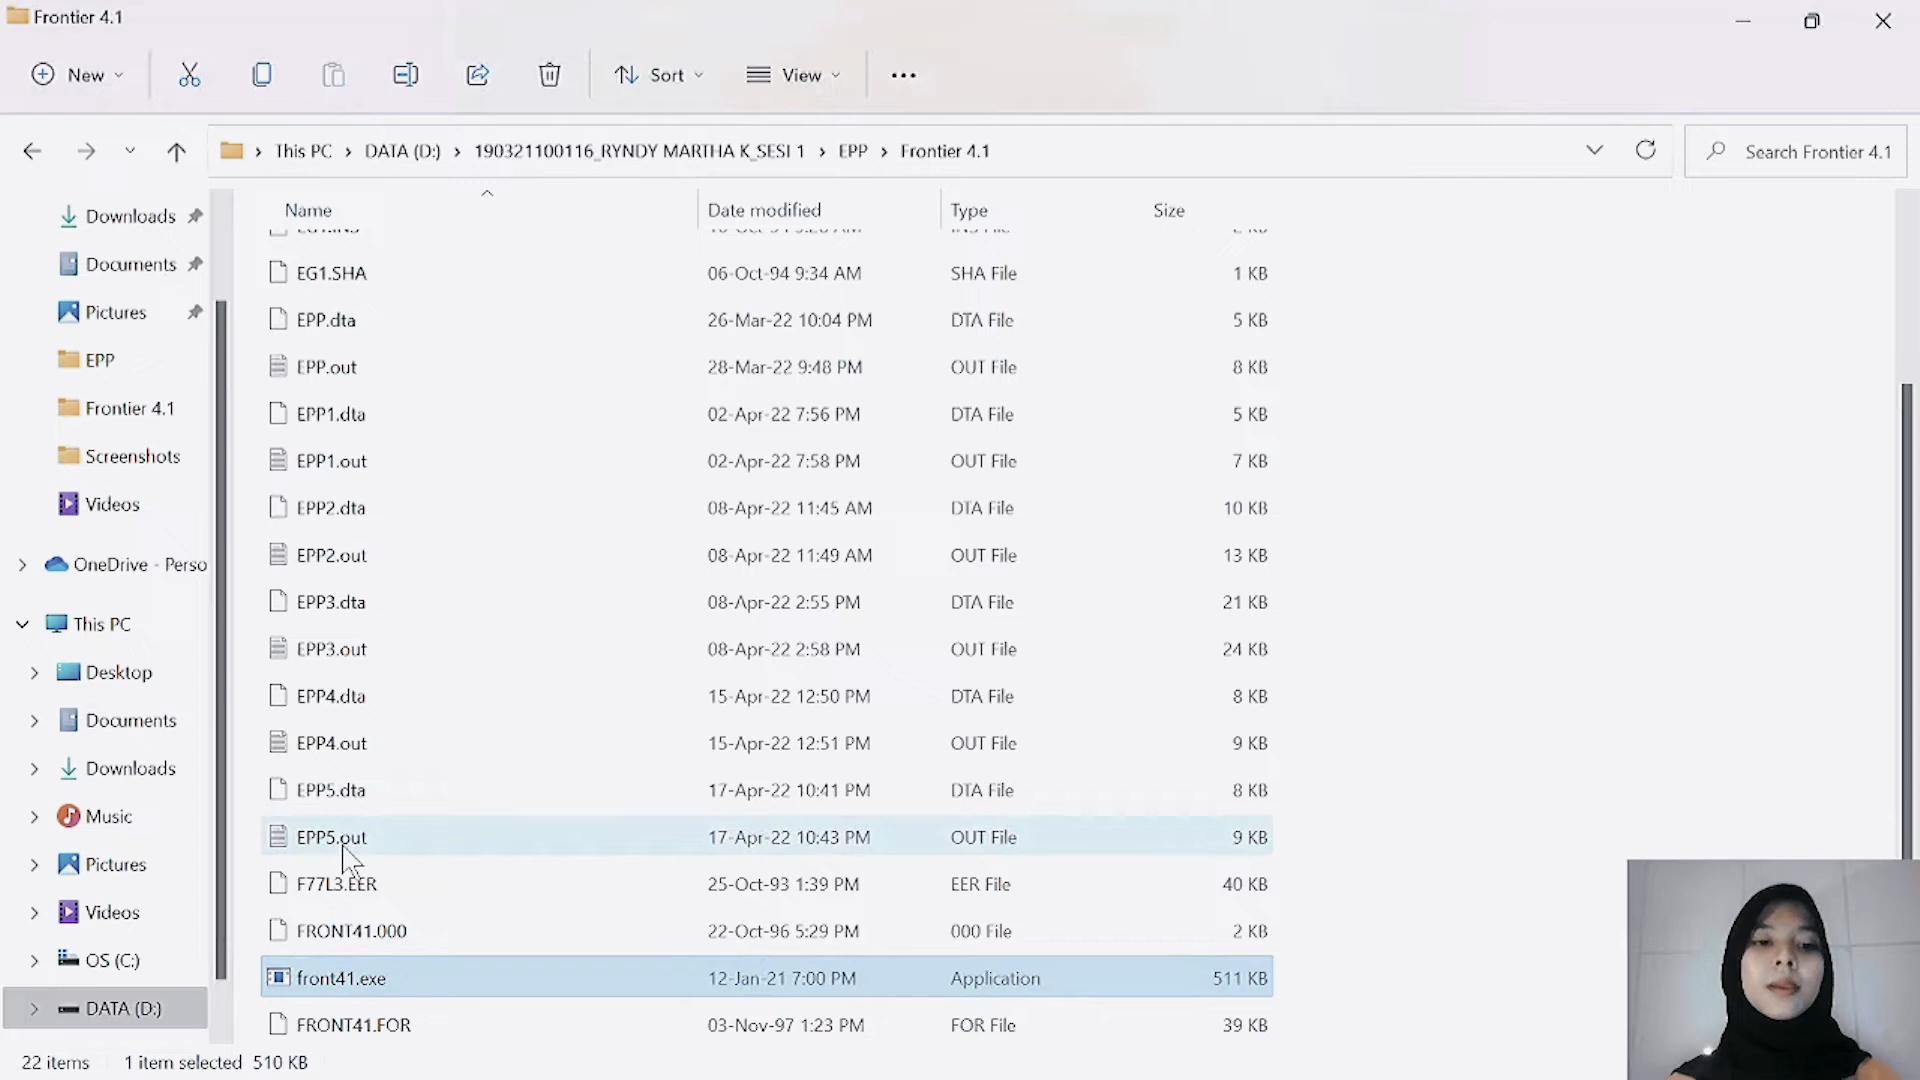 Frontier 4.1
New
Sort
View
This PC > DATA (D:) > 190321100116_RYNDY MARTHA K_SESI 1 > EPP > Frontier 4.1
Search Frontier 4.1
Downloads
Documents
Pictures
EPP
Frontier 4.1
Screenshots
Videos
OneDrive - Perso
This PC
Desktop
Documents
Downloads
Music
Pictures
Videos
OS (C:)
DATA (D:)
Name Date modified Type Size
EG1.SHA 06-Oct-94 9:34 AM SHA File 1 KB
EPP.dta 26-Mar-22 10:04 PM DTA File 5 KB
EPP.out 28-Mar-22 9:48 PM OUT File 8 KB
EPP1.dta 02-Apr-22 7:56 PM DTA File 5 KB
EPP1.out 02-Apr-22 7:58 PM OUT File 7 KB
EPP2.dta 08-Apr-22 11:45 AM DTA File 10 KB
EPP2.out 08-Apr-22 11:49 AM OUT File 13 KB
EPP3.dta 08-Apr-22 2:55 PM DTA File 21 KB
EPP3.out 08-Apr-22 2:58 PM OUT File 24 KB
EPP4.dta 15-Apr-22 12:50 PM DTA File 8 KB
EPP4.out 15-Apr-22 12:51 PM OUT File 9 KB
EPP5.dta 17-Apr-22 10:41 PM DTA File 8 KB
EPP5.out 17-Apr-22 10:43 PM OUT File 9 KB
F77L3.EER 25-Oct-93 1:39 PM EER File 40 KB
FRONT41.000 22-Oct-96 5:29 PM 000 File 2 KB
front41.exe 12-Jan-21 7:00 PM Application 511 KB
FRONT41.FOR 03-Nov-97 1:23 PM FOR File 39 KB
22 items 1 item selected 510 KB